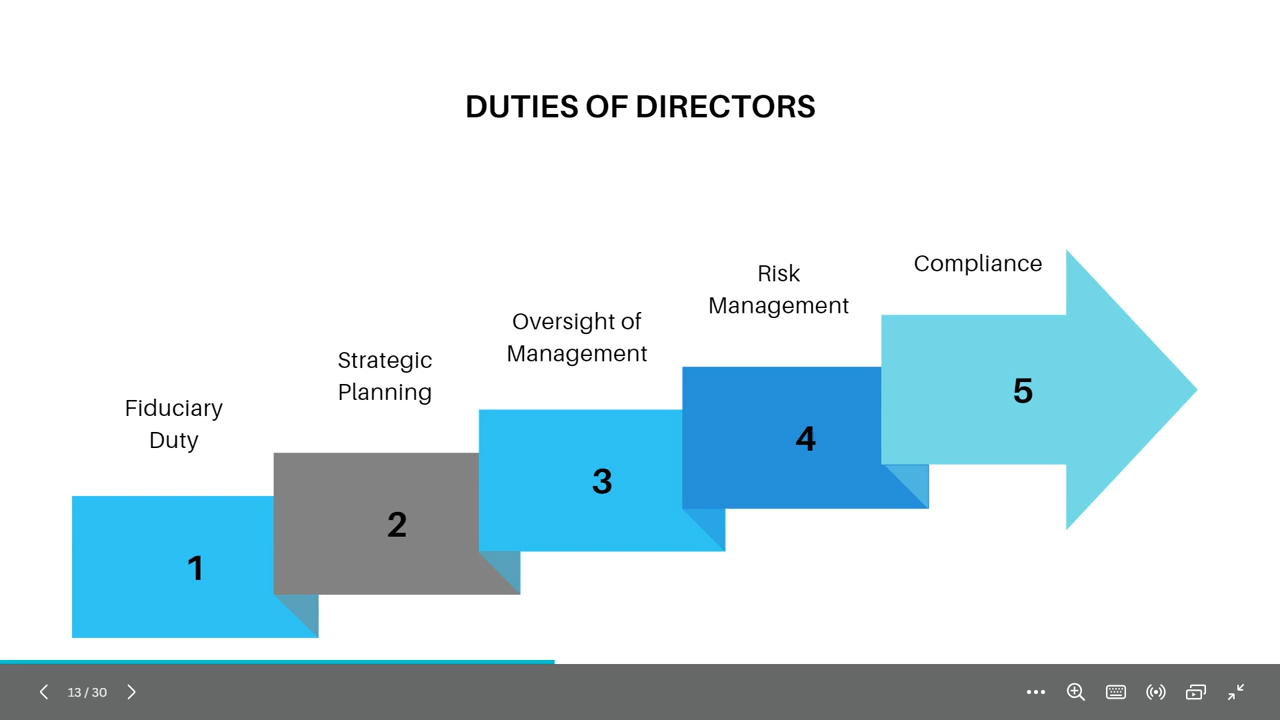 DUTIES OF DIRECTORS
Fiduciary
Duty
Strategic
Planning
Oversight of
Management
Risk
Management
Compliance
1
2
3
4
5
13 / 30